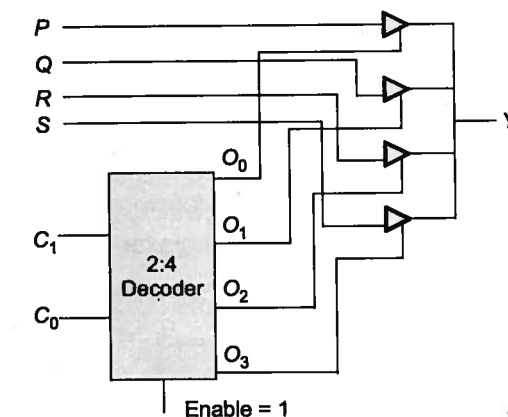 P
Q
R
S
Y
O0
C1
O1
2:4
Decoder
O2
C0
O3
Enable = 1